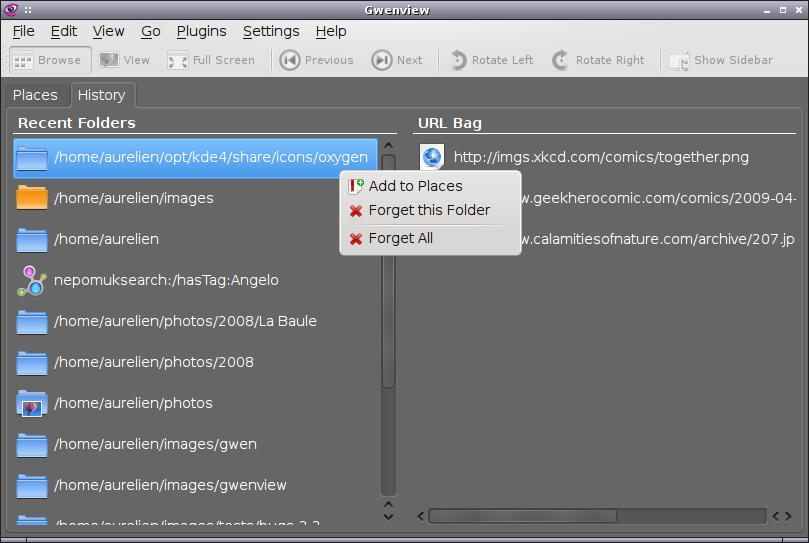 Gwenview
File Edit View Go Plugins Settings Help
Browse View Full Screen Previous Next Rotate Left Rotate Right Show Sidebar
Places History
Recent Folders
/home/aurelien/opt/kde4/share/icons/oxygen
/home/aurelien/images
/home/aurelien
nepomuksearch:/hasTag:Angelo
/home/aurelien/photos/2008/La Baule
/home/aurelien/photos/2008
/home/aurelien/photos
/home/aurelien/images/gwen
/home/aurelien/images/gwenview
URL Bag
http://imgs.xkcd.com/comics/together.png
w.geekherocomic.com/comics/2009-04-
w.calamitiesofnature.com/archive/207.jp
Add to Places
Forget this Folder
Forget All